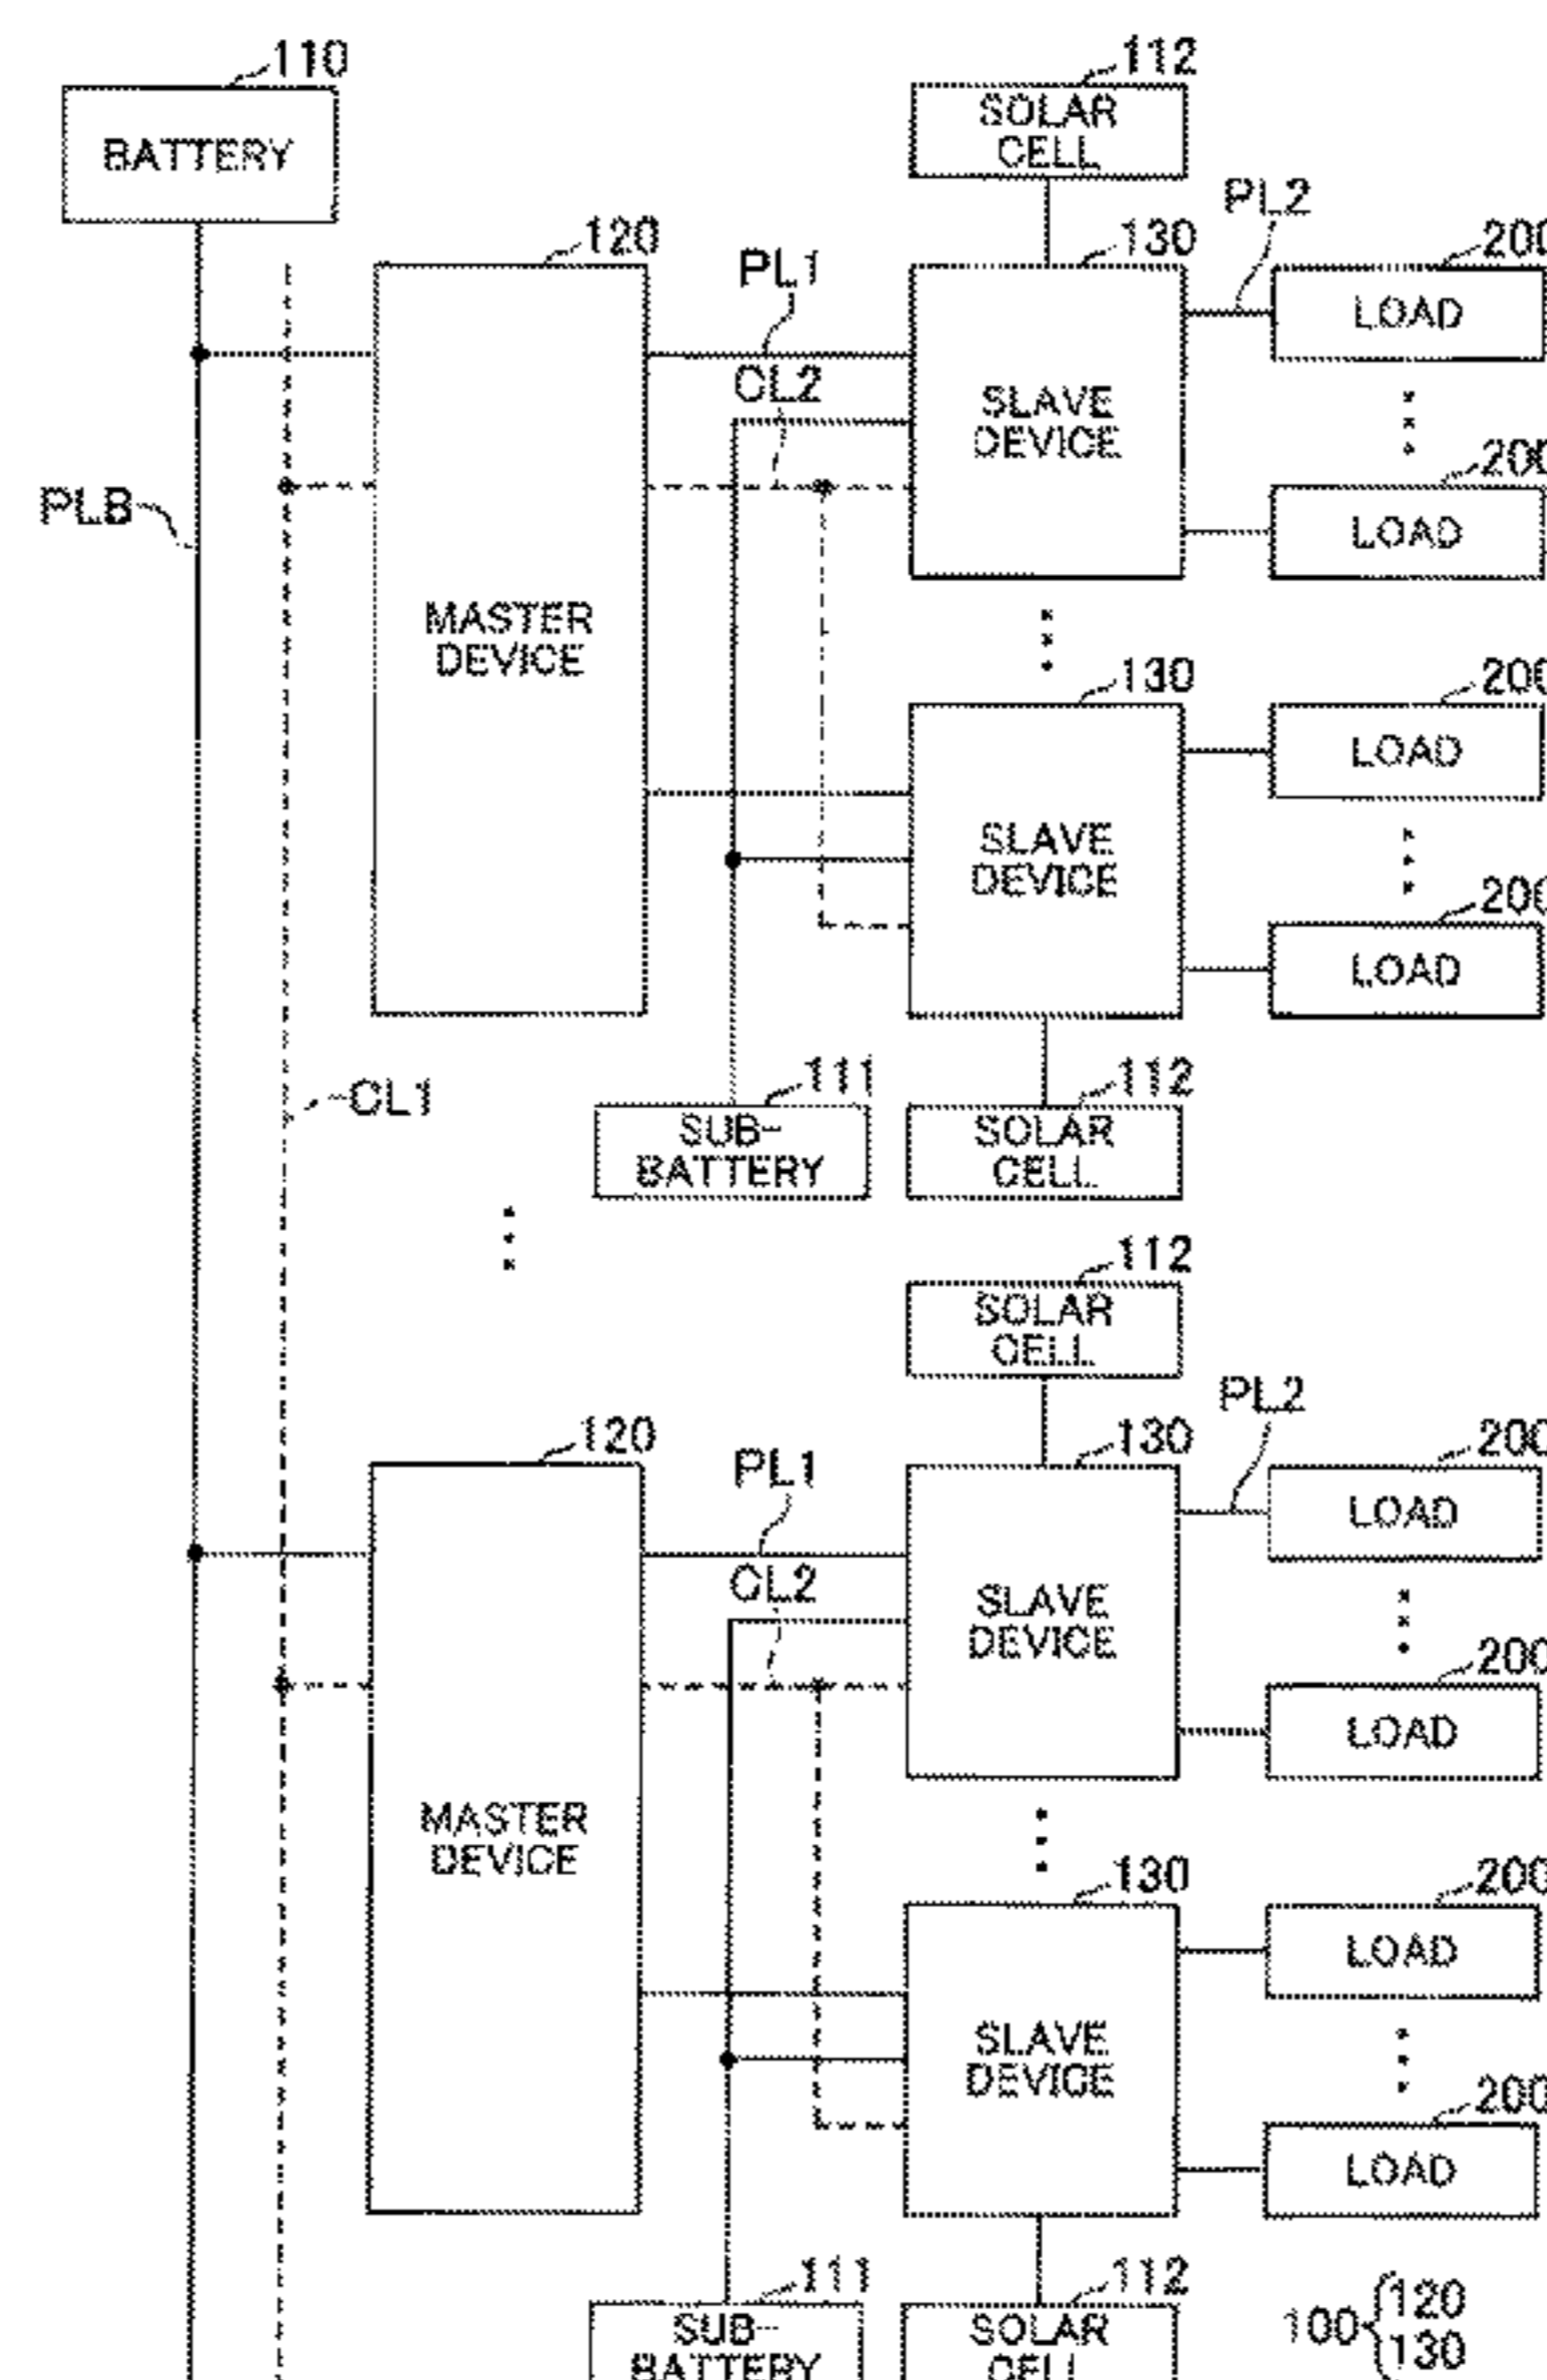 110
BATTERY
112
SOLAR
CELL
PL2
120
PL1
130
200
LOAD
CL2
SLAVE
DEVICE
200
LOAD
PLB
MASTER
DEVICE
130
200
LOAD
SLAVE
DEVICE
200
LOAD
CL1
111
SUB-
BATTERY
112
SOLAR
CELL
112
SOLAR
CELL
PL2
120
PL1
130
200
LOAD
CL2
SLAVE
DEVICE
200
LOAD
MASTER
DEVICE
130
200
LOAD
SLAVE
DEVICE
200
LOAD
111
SUB-
BATTERY
112
SOLAR
CELL
100{120
130